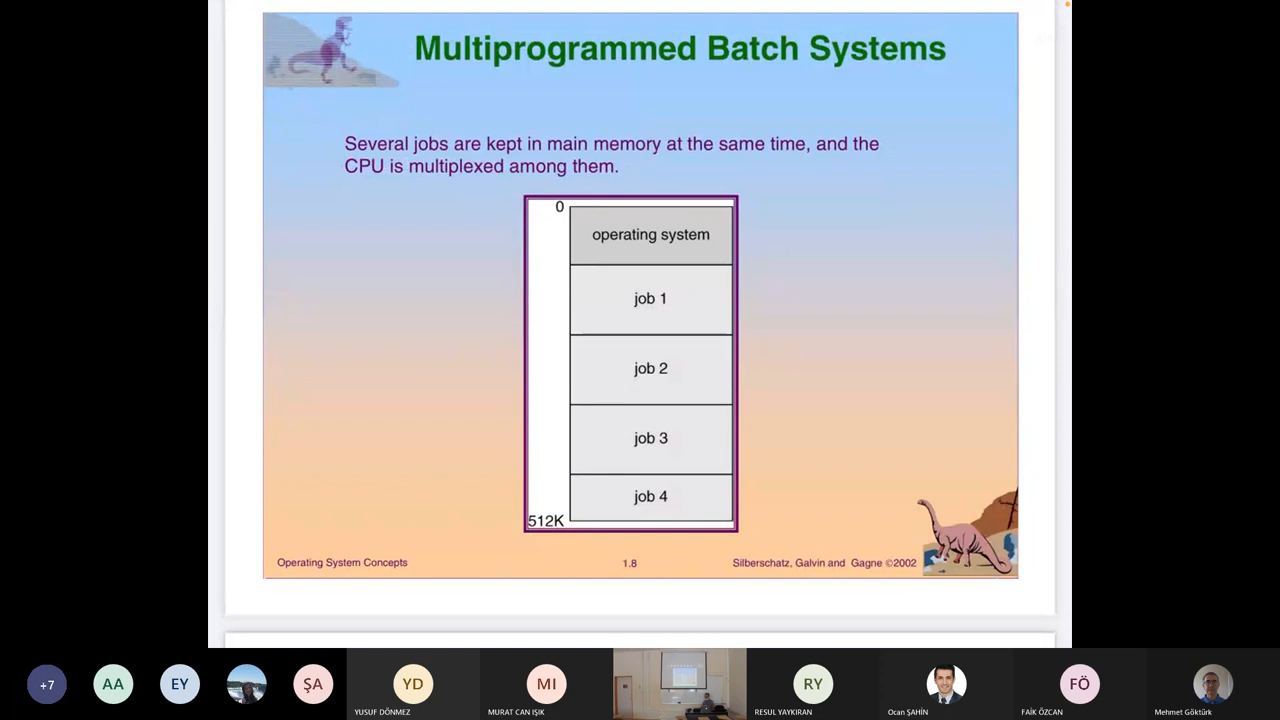 Multiprogrammed Batch Systems
Several jobs are kept in main memory at the same time, and the
CPU is multiplexed among them.
0
operating system
job 1
job 2
job 3
job 4
512K
Operating System Concepts
1.8
Silberschatz, Galvin and Gagne ©2002
+7
AA
EY
ŞA
YD
YUSUF DÖNMEZ
MI
MURAT CAN IŞIK
RY
RESUL YAYKIRAN
Ocan ŞAHİN
FÖ
FAİK ÖZCAN
Mehmet Göktürk